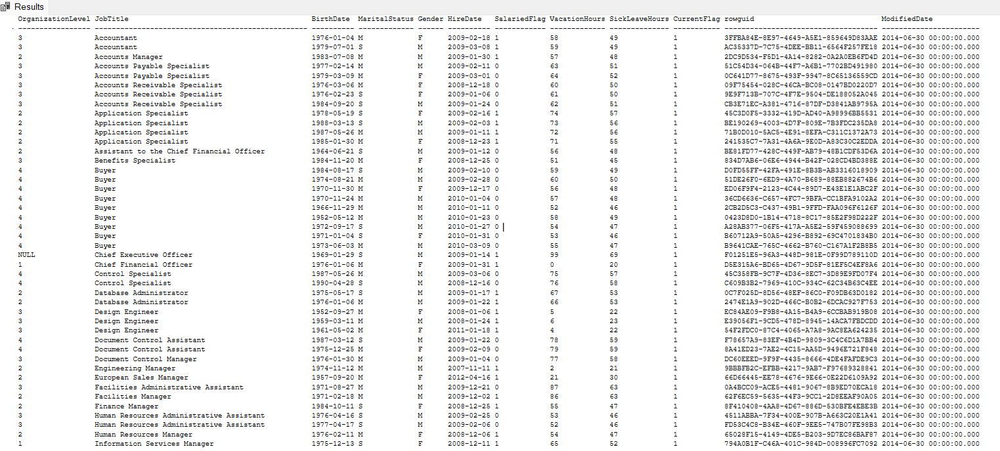 Results
OrganizationLevel JobTitle BirthDate MaritalStatus Gender HireDate SalariedFlag VacationHours SickLeaveHours CurrentFlag rowguid ModifiedDate
----------------- -------------------------------------------------- ---------- ------------- ------ ---------- ------------ ------------- -------------- ----------- ------------------------------------ -----------------------
3 Accountant 1976-01-04 M F 2009-02-18 1 58 49 1 3FFBA84E-8E97-4649-A5E1-859649D83AAE 2014-06-30 00:00:00.000
3 Accountant 1979-07-01 S M 2009-03-08 1 59 49 1 AC35337D-7C75-4DEE-BB11-6564F257FE18 2014-06-30 00:00:00.000
2 Accounts Manager 1983-07-08 M M 2009-01-30 1 57 48 1 2DC9D534-F5D1-4A14-8282-0A2A0EB6FD4D 2014-06-30 00:00:00.000
3 Accounts Payable Specialist 1977-02-14 M M 2009-02-11 0 63 51 1 51C54D34-064B-44F7-A6B1-7702BD491980 2014-06-30 00:00:00.000
3 Accounts Payable Specialist 1979-03-09 M F 2009-03-01 0 64 52 1 0C641D77-8675-493F-9947-8C65136559CD 2014-06-30 00:00:00.000
3 Accounts Receivable Specialist 1976-03-06 M F 2008-12-18 0 60 50 1 09F75454-028C-46CA-BC08-0147BD0220D7 2014-06-30 00:00:00.000
3 Accounts Receivable Specialist 1976-02-23 S F 2009-01-06 0 61 50 1 9E9F713B-707C-4F7E-9504-DE188052A045 2014-06-30 00:00:00.000
3 Accounts Receivable Specialist 1984-09-20 S M 2009-01-24 0 62 51 1 CB3E71EC-A381-4716-87DF-D3841AB9795A 2014-06-30 00:00:00.000
2 Application Specialist 1978-05-19 S F 2009-02-16 1 74 57 1 45C3D0F5-3332-419D-AD40-A98996BB5531 2014-06-30 00:00:00.000
2 Application Specialist 1988-03-13 S M 2009-02-03 1 73 56 1 BE190269-4003-4D7F-809E-7B3FDC235DA8 2014-06-30 00:00:00.000
2 Application Specialist 1987-05-26 M M 2009-01-11 1 72 56 1 71B0D010-5AC5-4E91-8EFA-C311C1372A73 2014-06-30 00:00:00.000
2 Application Specialist 1985-01-30 M F 2008-12-23 1 71 55 1 241535C7-7A31-4A6A-9E0D-A83C30C2EDDA 2014-06-30 00:00:00.000
2 Assistant to the Chief Financial Officer 1964-06-21 S M 2009-01-12 0 56 48 1 BE81FD77-428C-449F-AB79-48B1CDF53D6A 2014-06-30 00:00:00.000
3 Benefits Specialist 1984-11-20 M F 2008-12-25 0 51 45 1 834D7AB6-06E6-4944-B42F-028CD4BD388E 2014-06-30 00:00:00.000
4 Buyer 1984-08-17 S M 2009-02-10 0 59 49 1 D0FD55FF-42FA-491E-8B3B-AB3316018909 2014-06-30 00:00:00.000
4 Buyer 1974-08-21 M M 2009-02-28 0 60 50 1 51DE26F0-6ED9-4A70-B689-88EB882674B6 2014-06-30 00:00:00.000
4 Buyer 1970-11-30 M F 2009-12-17 0 56 48 1 ED06F9F4-2123-4C44-89D7-E43E1E1ABC2F 2014-06-30 00:00:00.000
4 Buyer 1970-11-24 M M 2010-01-04 0 57 48 1 36CD6636-C657-4FC7-9BFA-CC1BFA9102A2 2014-06-30 00:00:00.000
4 Buyer 1966-11-29 M M 2010-01-11 0 52 46 1 2CB2D5C3-C437-49B1-9FFD-FAA096F6126F 2014-06-30 00:00:00.000
4 Buyer 1952-05-12 M M 2010-01-23 0 58 49 1 0423D8D0-1B14-4718-8C17-85E2F98D222F 2014-06-30 00:00:00.000
4 Buyer 1972-09-17 S M 2010-01-27 0 54 47 1 A28AB377-06F5-417A-A5E2-59F459088699 2014-06-30 00:00:00.000
4 Buyer 1971-01-04 S F 2010-01-31 0 53 46 1 B60712A9-50A5-4296-B892-69C4701834B0 2014-06-30 00:00:00.000
4 Buyer 1973-06-03 M M 2010-03-09 0 55 47 1 B9641CAE-765C-4662-B760-C167A1F2B8B5 2014-06-30 00:00:00.000
NULL Chief Executive Officer 1969-01-29 S M 2009-01-14 1 99 69 1 F01251E5-96A3-448D-981E-0F99D789110D 2014-06-30 00:00:00.000
1 Chief Financial Officer 1976-01-06 M F 2009-01-31 1 0 20 1 D5E315A6-BD65-4D67-9D5F-81EF5C4EF8A6 2014-06-30 00:00:00.000
4 Control Specialist 1987-05-26 M M 2009-03-06 0 75 57 1 45C358FB-9C7F-4D36-8EC7-3D89E9FD07F4 2014-06-30 00:00:00.000
4 Control Specialist 1990-04-28 S M 2008-12-16 0 76 58 1 C609B3B2-7969-410C-934C-62C34B63C4EE 2014-06-30 00:00:00.000
2 Database Administrator 1975-05-17 S M 2009-01-17 1 67 53 1 0C7F025D-8D56-48EF-86C0-F09DB63D0182 2014-06-30 00:00:00.000
2 Database Administrator 1976-01-06 M M 2009-01-22 1 66 53 1 2474E1A9-902D-466C-B0B2-6DCAC927F753 2014-06-30 00:00:00.000
3 Design Engineer 1952-09-27 M F 2008-01-06 1 5 22 1 EC84AE09-F9B8-4A15-B4A9-6CCBAB919B08 2014-06-30 00:00:00.000
3 Design Engineer 1959-03-11 M M 2008-01-24 1 6 23 1 E39056F1-9CD5-478D-8945-14ACA7FBDCDD 2014-06-30 00:00:00.000
3 Design Engineer 1961-05-02 M F 2011-01-18 1 4 22 1 54F2FDC0-87C4-4065-A7A8-9AC8EA624235 2014-06-30 00:00:00.000
4 Document Control Assistant 1987-03-12 S M 2009-01-22 0 78 59 1 F78657A9-83EF-4B4D-9809-3C4C6D1A7BB4 2014-06-30 00:00:00.000
4 Document Control Assistant 1975-12-25 M F 2009-02-09 0 79 59 1 8A41ED23-7AE2-4C15-AA5D-9496E721F848 2014-06-30 00:00:00.000
3 Document Control Manager 1976-01-30 M M 2009-01-04 0 77 58 1 DC60EEED-9F9F-4435-8666-4DE4FAFDE9C3 2014-06-30 00:00:00.000
2 Engineering Manager 1974-11-12 M M 2007-11-11 1 2 21 1 9BBBFB2C-EFBB-4217-9AB7-F97689328841 2014-06-30 00:00:00.000
2 European Sales Manager 1957-09-20 M F 2012-04-16 1 21 30 1 66D66445-EE78-4676-9E66-0E22D6109A92 2014-06-30 00:00:00.000
3 Facilities Administrative Assistant 1971-08-27 M M 2009-12-21 0 87 63 1 0A4BCC09-ACE5-4481-9067-8B9ED70ECA18 2014-06-30 00:00:00.000
2 Facilities Manager 1971-02-18 M M 2009-12-02 1 86 63 1 62F6EC59-5635-44F3-9CC1-2D8EEAF90A05 2014-06-30 00:00:00.000
2 Finance Manager 1984-10-11 S F 2008-12-25 1 55 47 1 8F410408-4AA8-4D67-886D-530BFE4EBE3B 2014-06-30 00:00:00.000
3 Human Resources Administrative Assistant 1976-04-16 S M 2009-02-25 0 53 46 1 4511ABBA-7F34-400E-907B-A663C20E1A41 2014-06-30 00:00:00.000
3 Human Resources Administrative Assistant 1977-04-17 S M 2009-02-06 0 52 46 1 FD53C4C8-B34E-460F-9EE5-747B07FE98B3 2014-06-30 00:00:00.000
2 Human Resources Manager 1976-02-11 M F 2008-12-06 1 54 47 1 65028F15-4149-4DE5-B203-9D7EC86BAF87 2014-06-30 00:00:00.000
1 Information Services Manager 1975-12-13 S F 2008-12-11 1 65 52 1 794A0B1F-C46A-401C-984D-008996FC7092 2014-06-30 00:00:00.000